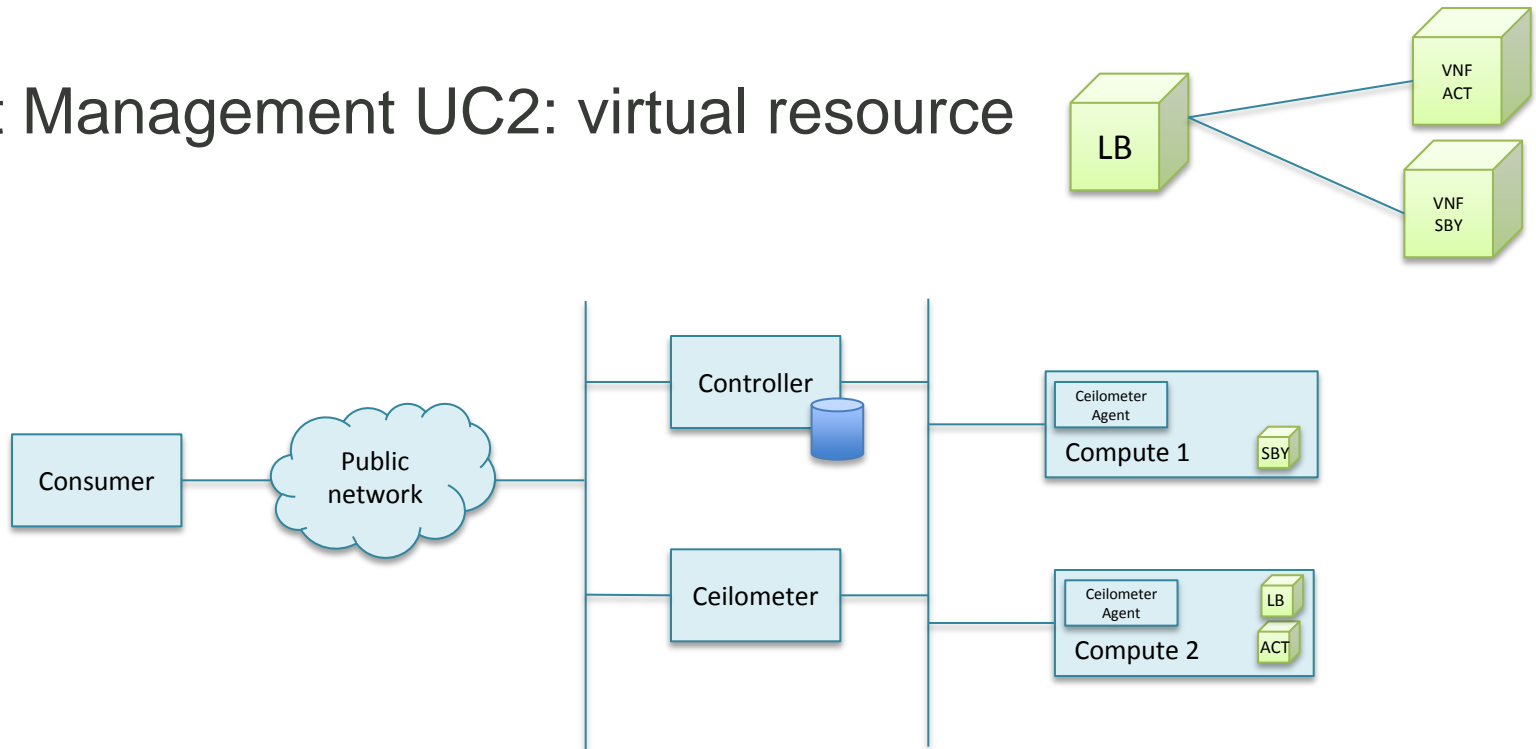 t Management UC2: virtual resource
LB
VNF
ACT
VNF
SBY
Consumer
Public
network
Controller
Ceilometer
Ceilometer
Agent
Compute 1
SBY
Ceilometer
Agent
Compute 2
LB
ACT